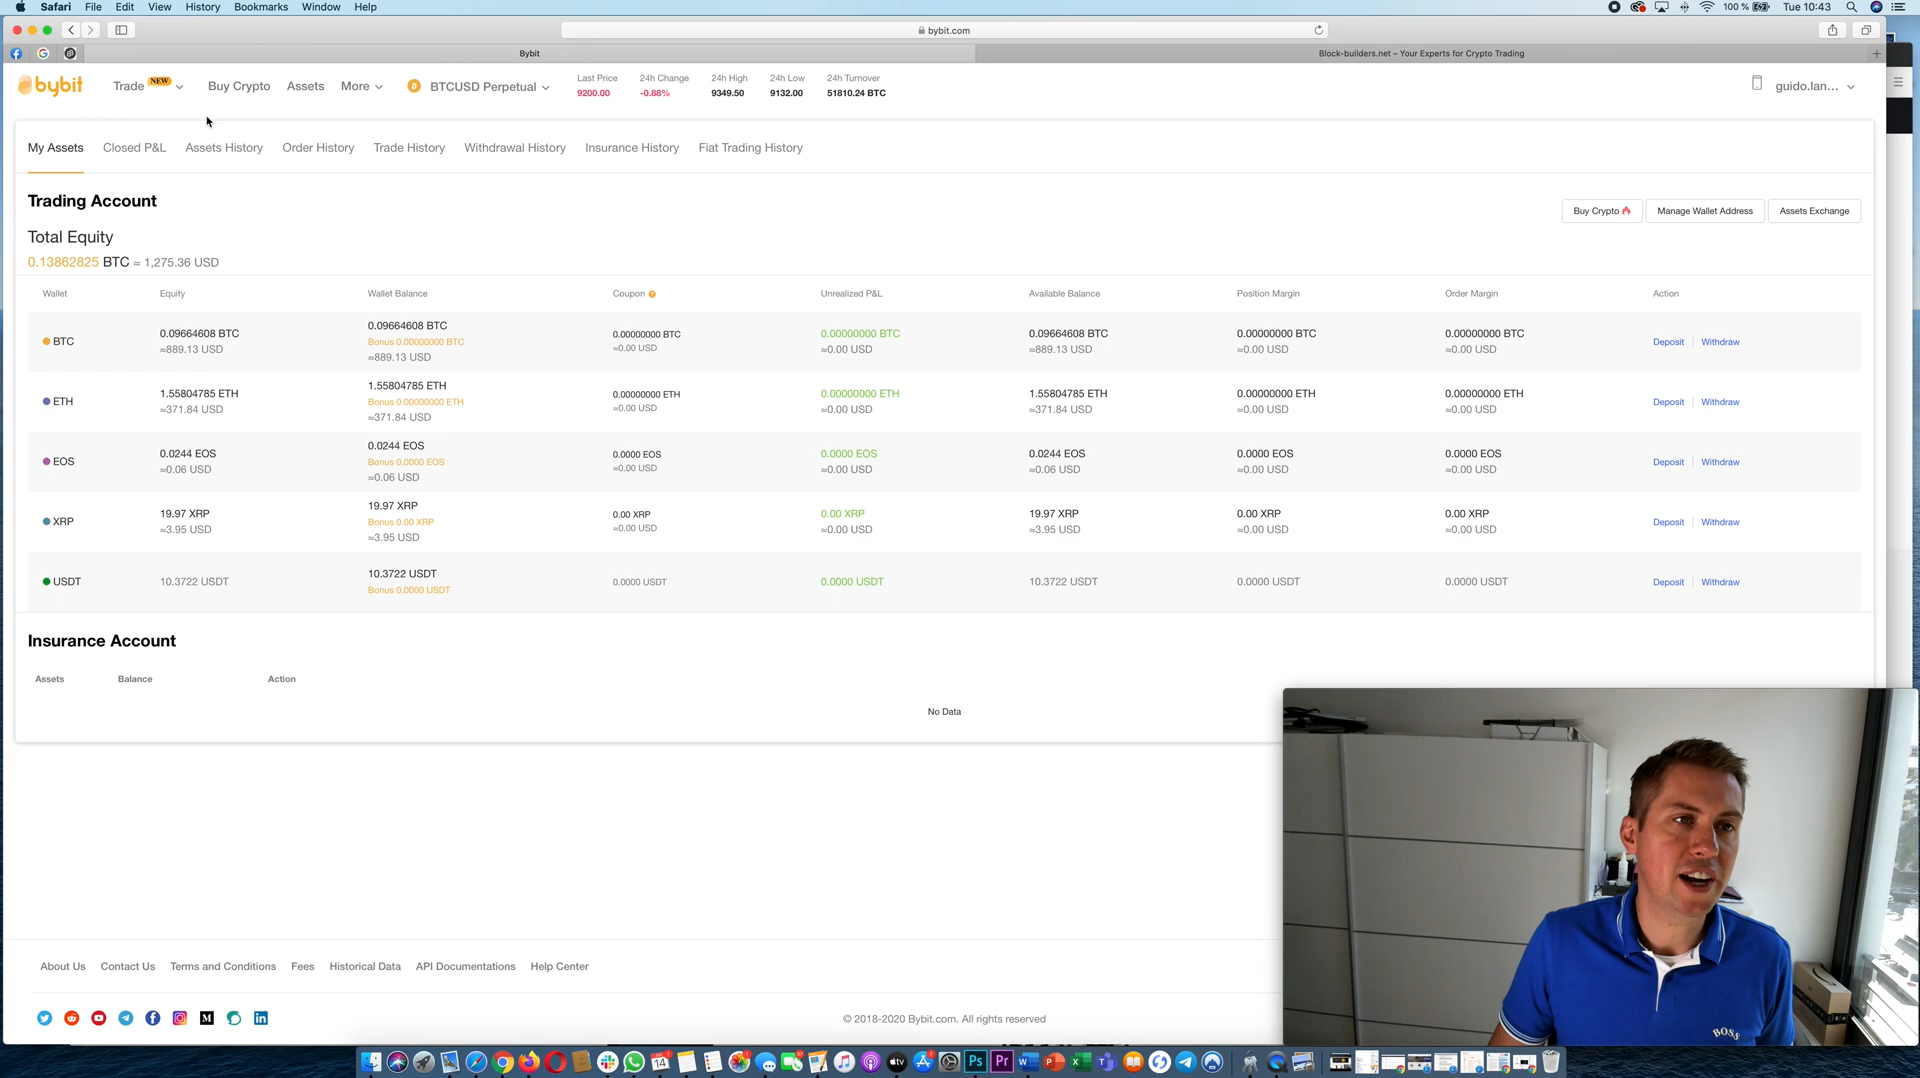 Safari File Edit View History Bookmarks Window Help 100 % Tue 10:43
bybit.com
Bybit Block-builders.net – Your Experts for Crypto Trading
bybit Trade NEW Buy Crypto Assets More BTCUSD Perpetual guido.lan...
Last Price 24h Change 24h High 24h Low 24h Turnover
9200.00 -0.88% 9349.50 9132.00 51810.24 BTC
My Assets Closed P&L Assets History Order History Trade History Withdrawal History Insurance History Fiat Trading History
Trading Account
Buy Crypto Manage Wallet Address Assets Exchange
Total Equity
0.13862825 BTC ≈ 1,275.36 USD
Wallet Equity Wallet Balance Coupon Unrealized P&L Available Balance Position Margin Order Margin Action
0.09664608 BTC
0.09664608 BTC 0.00000000 BTC 0.00000000 BTC 0.09664608 BTC 0.00000000 BTC 0.00000000 BTC
BTC Bonus 0.00000000 BTC Deposit Withdraw
≈889.13 USD ≈0.00 USD ≈0.00 USD ≈889.13 USD ≈0.00 USD ≈0.00 USD
≈889.13 USD
1.55804785 ETH
1.55804785 ETH 0.00000000 ETH 0.00000000 ETH 1.55804785 ETH 0.00000000 ETH 0.00000000 ETH
ETH Bonus 0.00000000 ETH Deposit Withdraw
≈371.84 USD ≈0.00 USD ≈0.00 USD ≈371.84 USD ≈0.00 USD ≈0.00 USD
≈371.84 USD
0.0244 EOS
0.0244 EOS 0.0000 EOS 0.0000 EOS 0.0244 EOS 0.0000 EOS 0.0000 EOS
EOS Bonus 0.0000 EOS Deposit Withdraw
≈0.06 USD ≈0.00 USD ≈0.00 USD ≈0.06 USD ≈0.00 USD ≈0.00 USD
≈0.06 USD
19.97 XRP
19.97 XRP 0.00 XRP 0.00 XRP 19.97 XRP 0.00 XRP 0.00 XRP
XRP Bonus 0.00 XRP Deposit Withdraw
≈3.95 USD ≈0.00 USD ≈0.00 USD ≈3.95 USD ≈0.00 USD ≈0.00 USD
≈3.95 USD
10.3722 USDT
USDT 10.3722 USDT 0.0000 USDT 0.0000 USDT 10.3722 USDT 0.0000 USDT 0.0000 USDT Deposit Withdraw
Bonus 0.0000 USDT
Insurance Account
Assets Balance Action
No Data
About Us Contact Us Terms and Conditions Fees Historical Data API Documentations Help Center
© 2018-2020 Bybit.com. All rights reserved
BOSS
Ps Pr